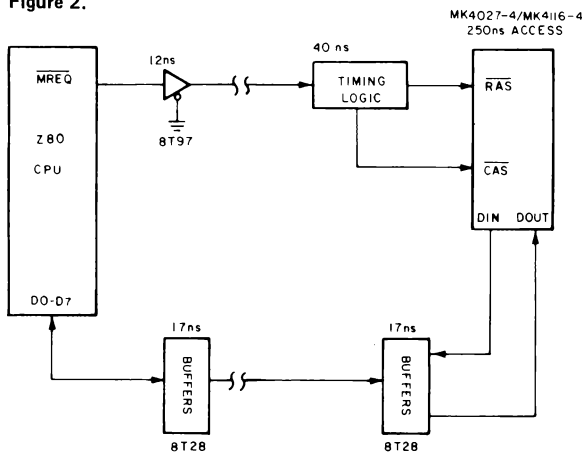 Figure 2.
MK4027-4/MK4116-4
250ns ACCESS
MREQ
Z80
CPU
D0-D7
12ns
8T97
40 ns
TIMING
LOGIC
RAS
CAS
DIN DOUT
17ns
BUFFERS
8T28
17ns
BUFFERS
8T28